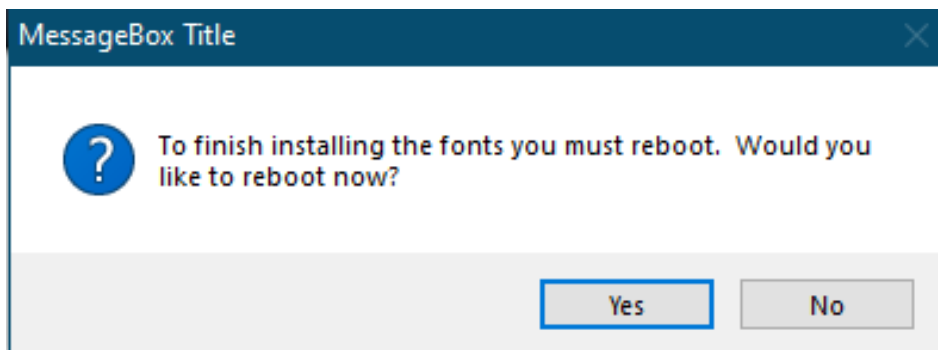 MessageBox Title
?
To finish installing the fonts you must reboot.  Would you
like to reboot now?
Yes
No